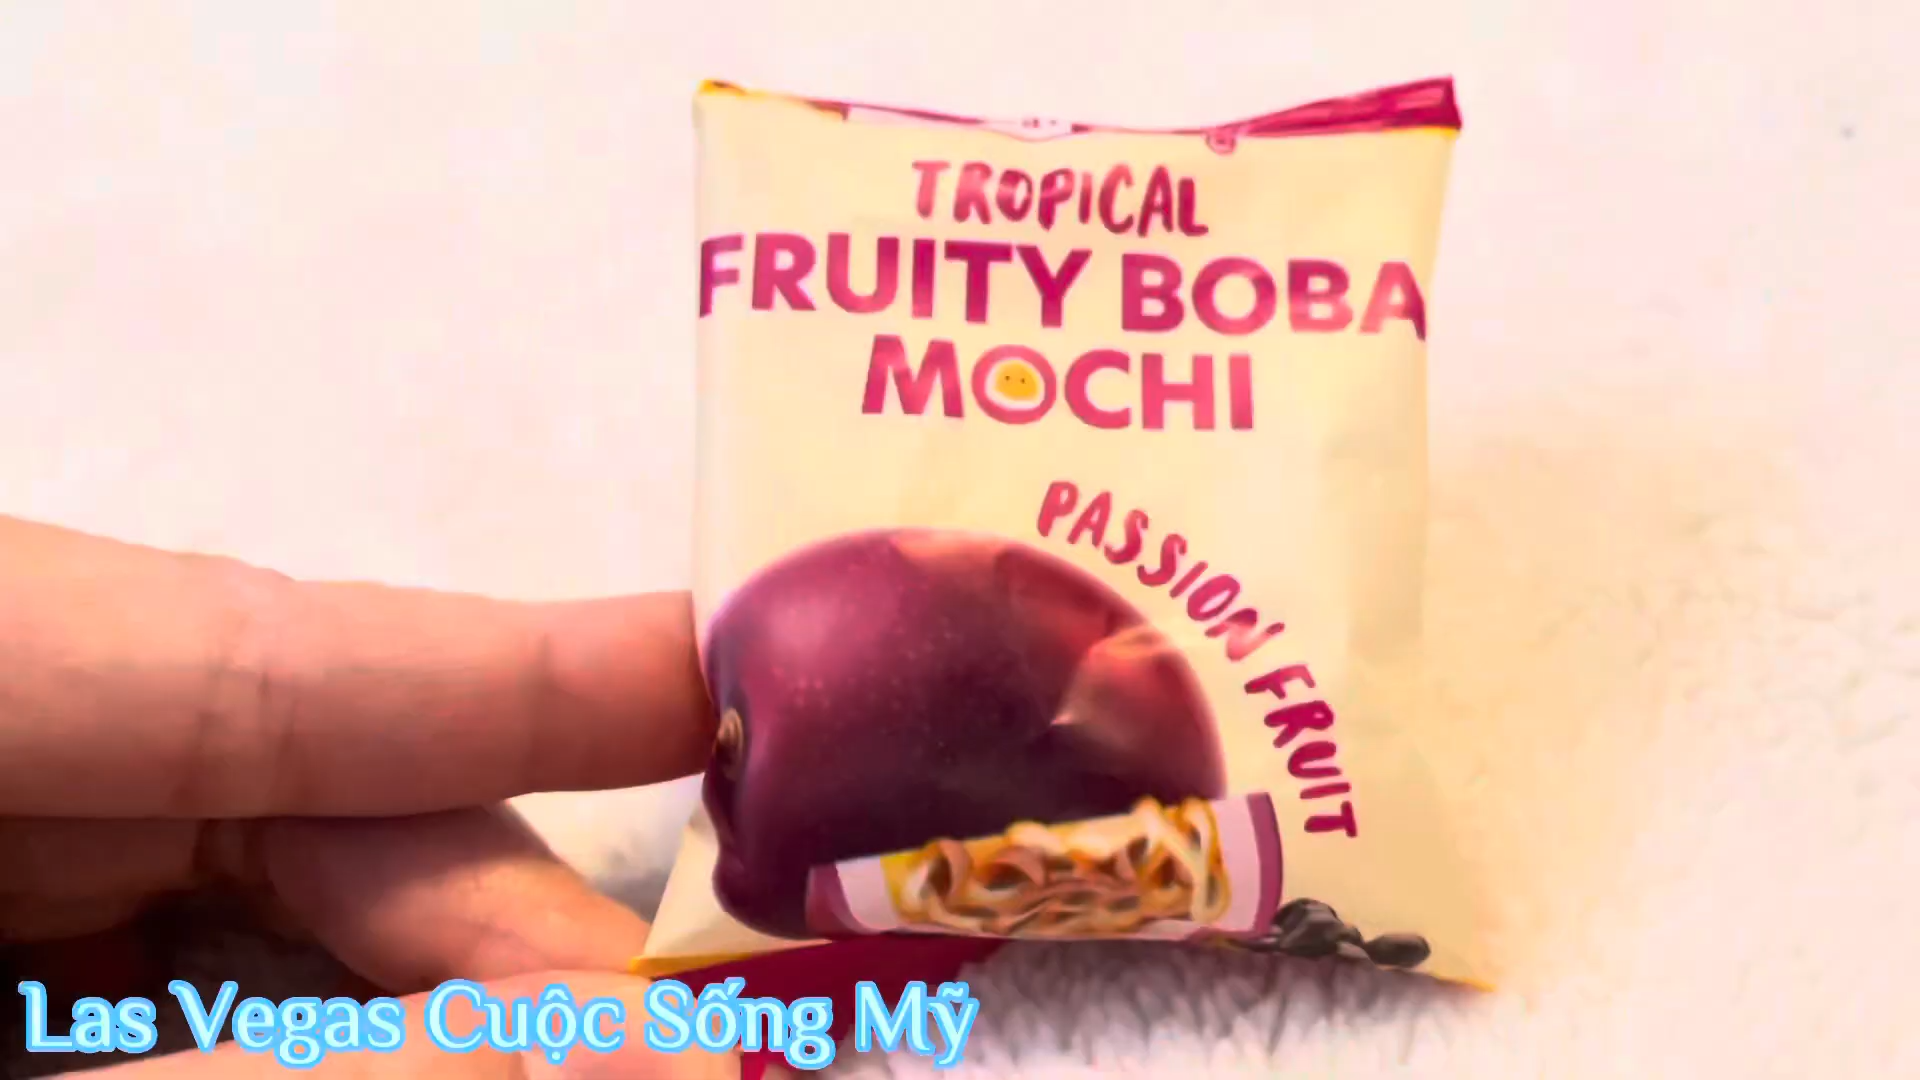 TROPICAL
FRUITY BOBA
MOCHI
PASSION FRUIT
Las Vegas Cuộc Sống Mỹ